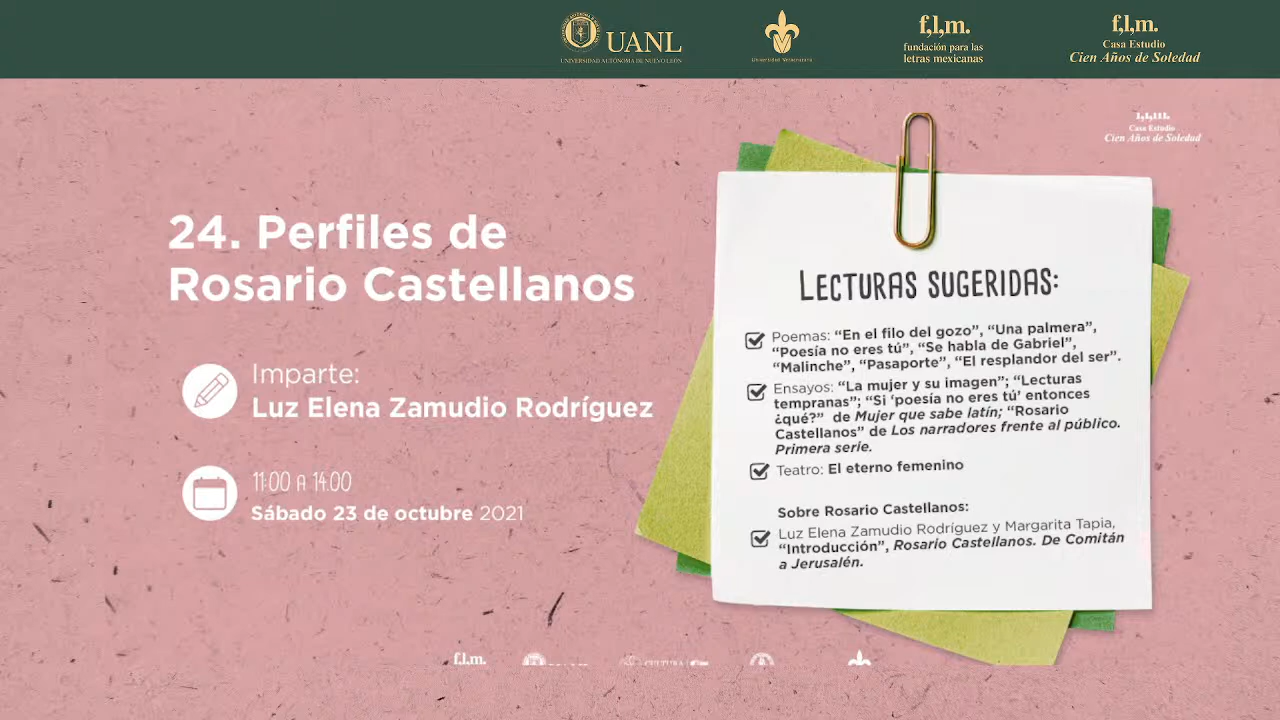 UANL
UNIVERSIDAD AUTÓNOMA DE NUEVO LEÓN
Universidad Veracruzana
f,l,m.
fundación para las
letras mexicanas
f,l,m.
Casa Estudio
Cien Años de Soledad
f,l,m.
Casa Estudio
Cien Años de Soledad
24. Perfiles de
Rosario Castellanos
Imparte:
Luz Elena Zamudio Rodríguez
11:00 A 14:00
Sábado 23 de octubre 2021
LECTURAS SUGERIDAS:
Poemas: “En el filo del gozo”, “Una palmera”,
“Poesía no eres tú”, “Se habla de Gabriel”,
“Malinche”, “Pasaporte”, “El resplandor del ser”.
Ensayos: “La mujer y su imagen”; “Lecturas
tempranas”; “Si ‘poesía no eres tú’ entonces
¿qué?” de Mujer que sabe latín; “Rosario
Castellanos” de Los narradores frente al público.
Primera serie.
Teatro: El eterno femenino
Sobre Rosario Castellanos:
Luz Elena Zamudio Rodríguez y Margarita Tapia,
“Introducción”, Rosario Castellanos. De Comitán
a Jerusalén.
f,l,m.
CULTURA